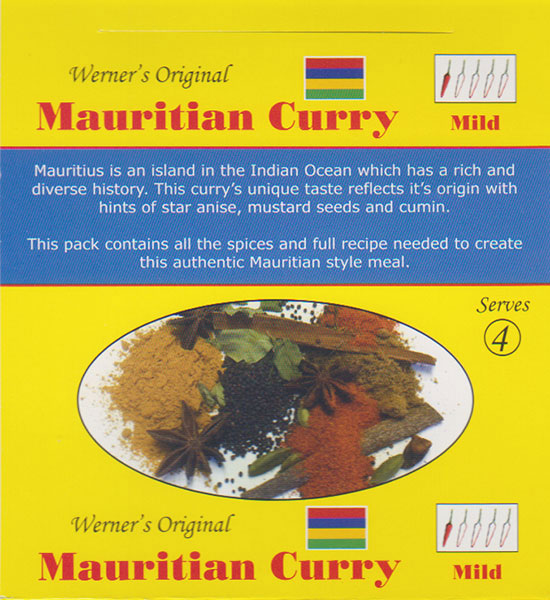 Werner's Original
Mauritian Curry
Mild
Mauritius is an island in the Indian Ocean which has a rich and
diverse history. This curry's unique taste reflects it's origin with
hints of star anise, mustard seeds and cumin.
This pack contains all the spices and full recipe needed to create
this authentic Mauritian style meal.
Serves
4
Werner's Original
Mauritian Curry
Mild